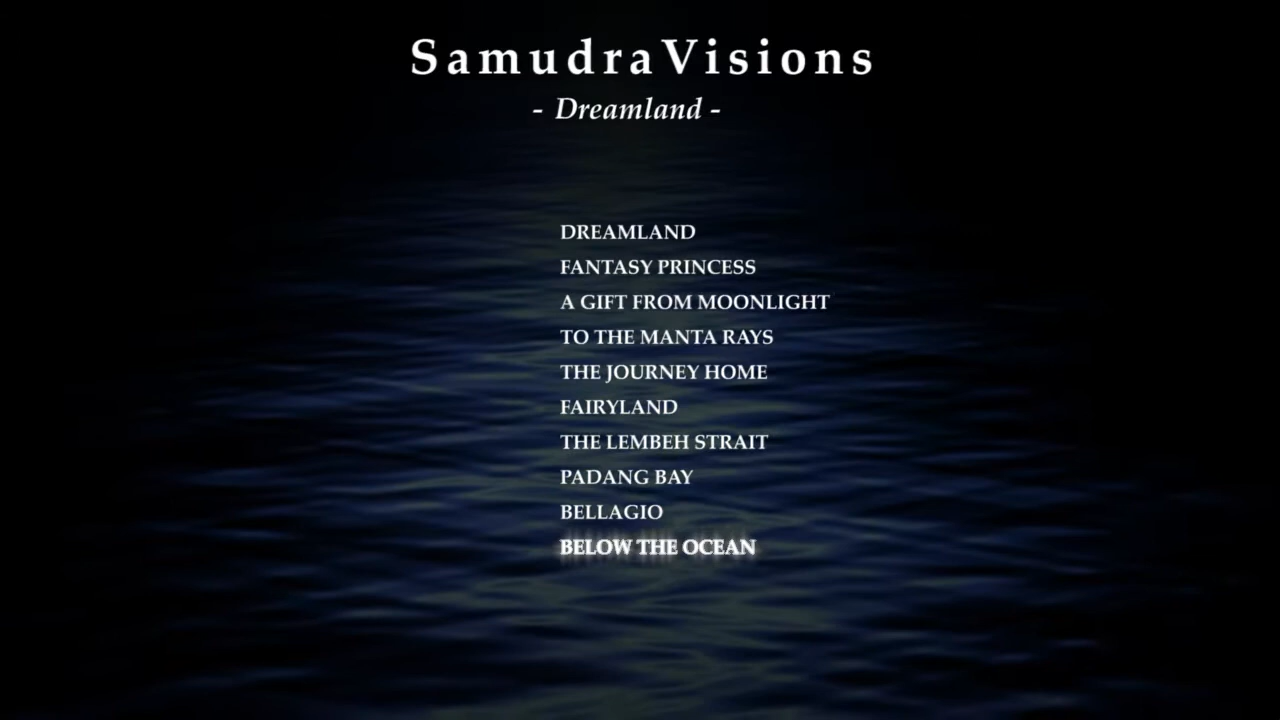 SamudraVisions
- Dreamland -
DREAMLAND
FANTASY PRINCESS
A GIFT FROM MOONLIGHT
TO THE MANTA RAYS
THE JOURNEY HOME
FAIRYLAND
THE LEMBEH STRAIT
PADANG BAY
BELLAGIO
BELOW THE OCEAN